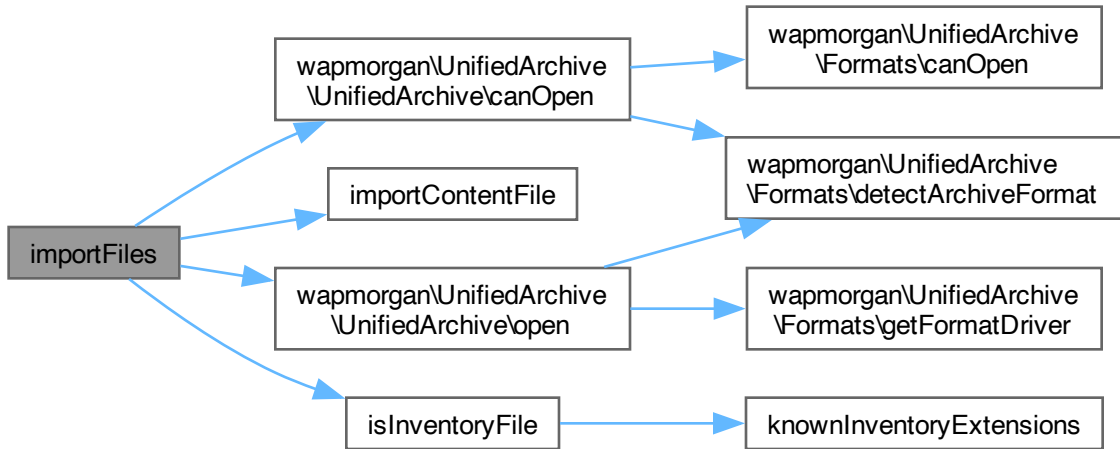 wapmorgan\UnifiedArchive
\Formats\canOpen
wapmorgan\UnifiedArchive
\UnifiedArchive\canOpen
wapmorgan\UnifiedArchive
\Formats\detectArchiveFormat
importContentFile
importFiles
wapmorgan\UnifiedArchive
\UnifiedArchive\open
wapmorgan\UnifiedArchive
\Formats\getFormatDriver
isInventoryFile
knownInventoryExtensions